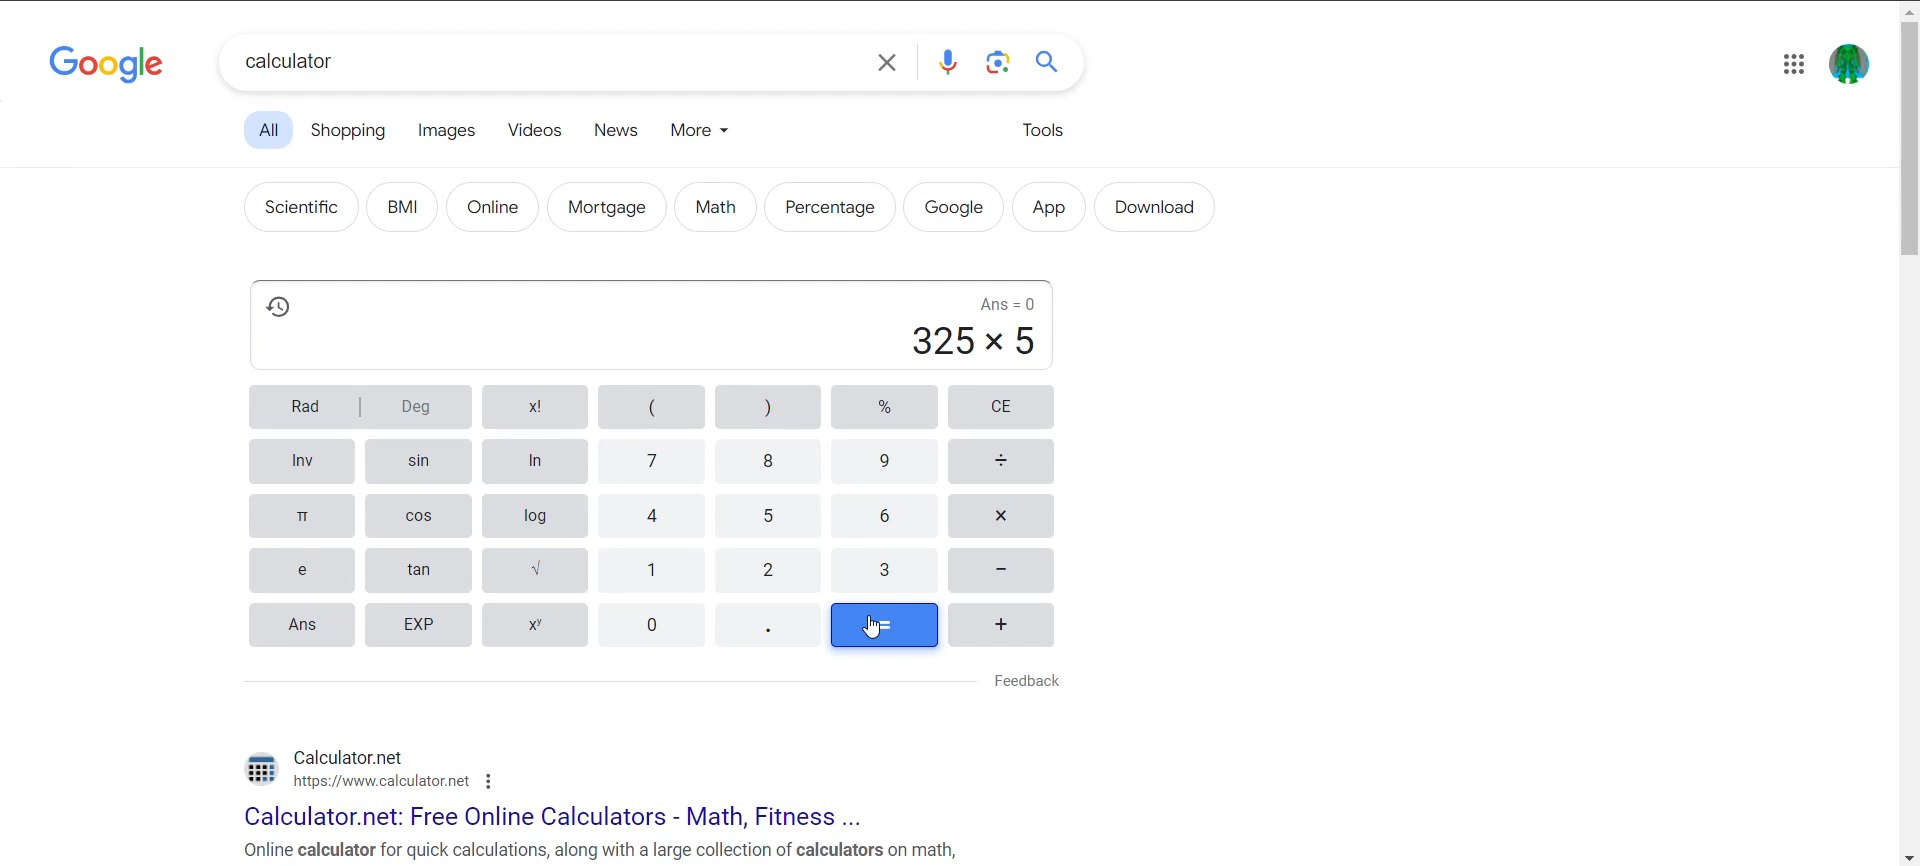 Google
calculator
All Shopping Images Videos News More Tools
Scientific BMI Online Mortgage Math Percentage Google App Download
Ans = 0
325 × 5
Rad | Deg x! ( ) % CE
Inv sin ln 7 8 9 ÷
π cos log 4 5 6 ×
e tan √ 1 2 3 −
Ans EXP xʸ 0 . = +
Feedback
Calculator.net
https://www.calculator.net
Calculator.net: Free Online Calculators - Math, Fitness ...
Online calculator for quick calculations, along with a large collection of calculators on math,